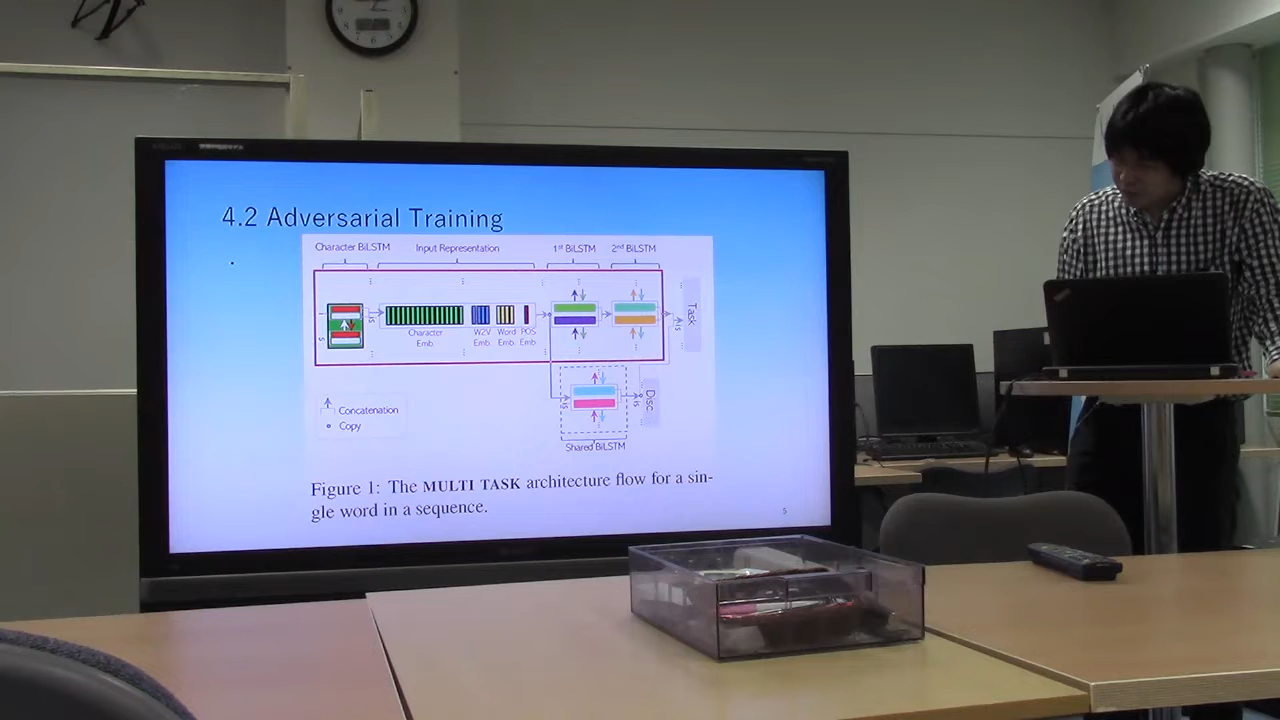 4.2 Adversarial Training
Character BiLSTM Input Representation 1st BiLSTM 2nd BiLSTM
Task
Character
Emb.
W2V
Emb.
Word
Emb.
POS
Emb.
Disc.
Concatenation
Copy
Shared BiLSTM
Figure 1: The MULTI TASK architecture flow for a sin-
gle word in a sequence.
5